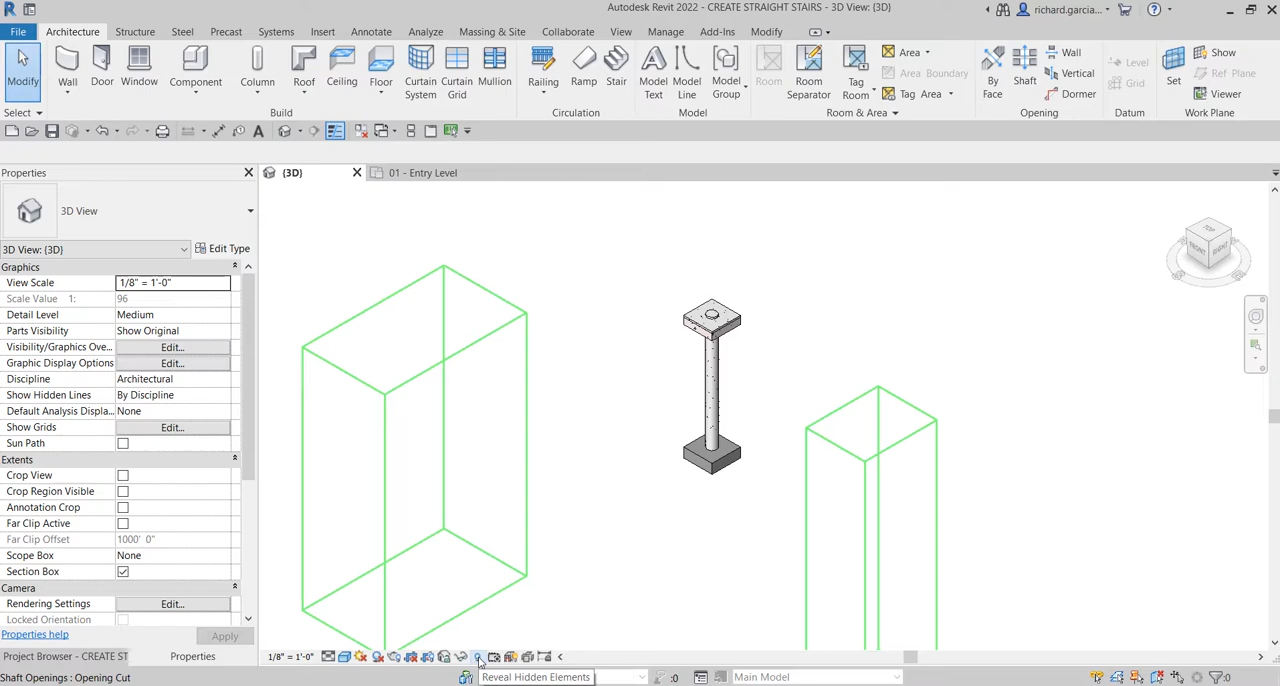 Autodesk Revit 2022 - CREATE STRAIGHT STAIRS - 3D View: {3D}
richard.garcia...
File Architecture Structure Steel Precast Systems Insert Annotate Analyze Massing & Site Collaborate View Manage Add-Ins Modify
Modify
Wall
Door
Window
Component
Column
Roof
Ceiling
Floor
Curtain System
Curtain Grid
Mullion
Railing
Ramp
Stair
Model Text
Model Line
Model Group
Room
Room Separator
Tag Room
Area
Area Boundary
Tag Area
By Face
Shaft
Wall
Vertical
Dormer
Level
Grid
Set
Show
Ref Plane
Viewer
Select
Build
Circulation
Model
Room & Area
Opening
Datum
Work Plane
Properties
{3D}
01 - Entry Level
3D View
3D View: {3D}
Edit Type
Graphics
View Scale 1/8" = 1'-0"
Scale Value 1: 96
Detail Level Medium
Parts Visibility Show Original
Visibility/Graphics Ove... Edit...
Graphic Display Options Edit...
Discipline Architectural
Show Hidden Lines By Discipline
Default Analysis Displa... None
Show Grids Edit...
Sun Path
Extents
Crop View
Crop Region Visible
Annotation Crop
Far Clip Active
Far Clip Offset 1000' 0"
Scope Box None
Section Box
Camera
Rendering Settings Edit...
Locked Orientation
Properties help
Apply
Project Browser - CREATE ST
Properties
TOP
FRONT
RIGHT
1/8" = 1'-0"
Reveal Hidden Elements
Shaft Openings : Opening Cut
:0
Main Model
:0